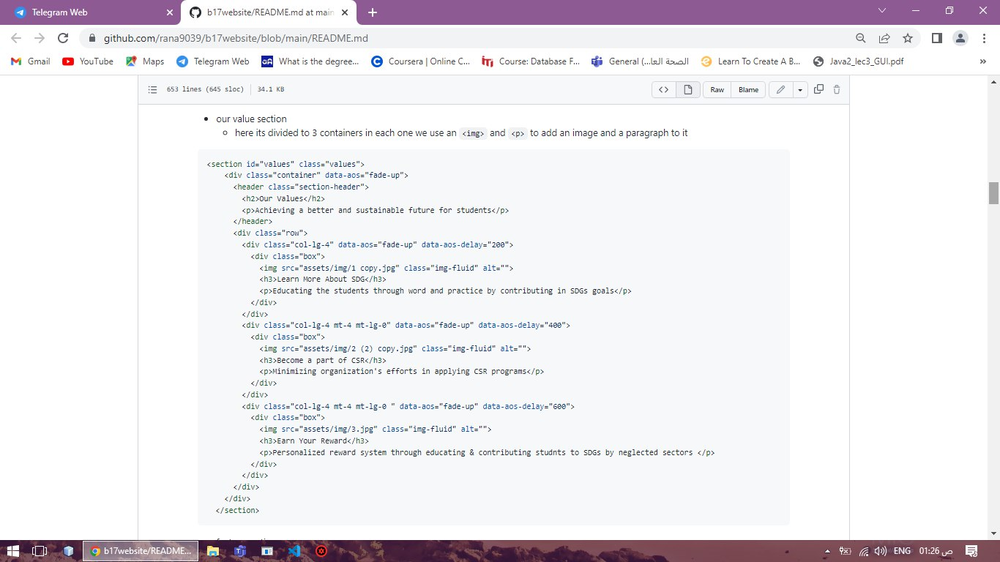 Telegram Web
b17website/README.md at main
github.com/rana9039/b17website/blob/main/README.md
Gmail YouTube Maps Telegram Web What is the degree... Coursera | Online C... Course: Database F... General (...الصحة العا Learn To Create A B... Java2_lec3_GUI.pdf »
653 lines (645 sloc) 34.1 KB Raw Blame
our value section
here its divided to 3 containers in each one we use an <img> and <p> to add an image and a paragraph to it
<section id="values" class="values">
<div class="container" data-aos="fade-up">
<header class="section-header">
<h2>Our Values</h2>
<p>Achieving a better and sustainable future for students</p>
</header>
<div class="row">
<div class="col-lg-4" data-aos="fade-up" data-aos-delay="200">
<div class="box">
<img src="assets/img/1 copy.jpg" class="img-fluid" alt="">
<h3>Learn More About SDG</h3>
<p>Educating the students through word and practice by contributing in SDGs goals</p>
</div>
</div>
<div class="col-lg-4 mt-4 mt-lg-0" data-aos="fade-up" data-aos-delay="400">
<div class="box">
<img src="assets/img/2 (2) copy.jpg" class="img-fluid" alt="">
<h3>Become a part of CSR</h3>
<p>Minimizing organization's efforts in applying CSR programs</p>
</div>
</div>
<div class="col-lg-4 mt-4 mt-lg-0 " data-aos="fade-up" data-aos-delay="600">
<div class="box">
<img src="assets/img/3.jpg" class="img-fluid" alt="">
<h3>Earn Your Reward</h3>
<p>Personalized reward system through educating & contributing studnts to SDGs by neglected sectors </p>
</div>
</div>
</div>
</div>
</section>
b17website/README... ENG 01:26 ص